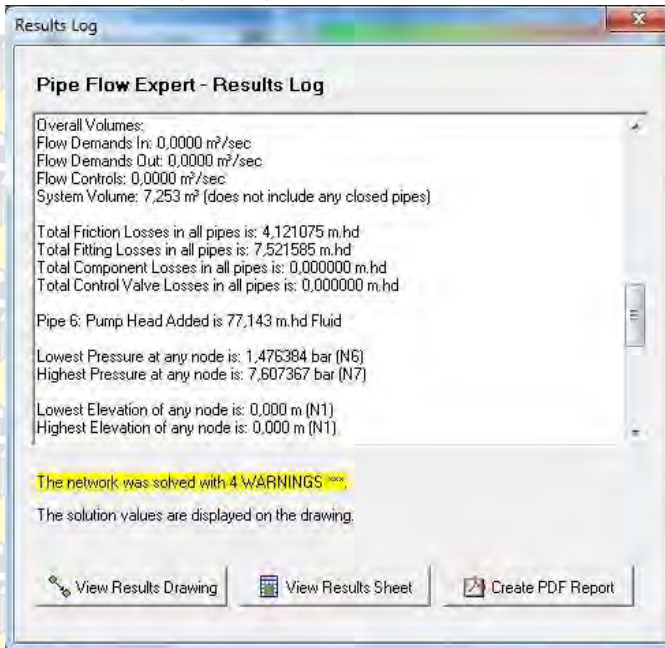 Results Log
Pipe Flow Expert - Results Log
Overall Volumes:
Flow Demands In: 0,0000 m³/sec
Flow Demands Out: 0,0000 m³/sec
Flow Controls: 0,0000 m³/sec
System Volume: 7,253 m³ (does not include any closed pipes)
Total Friction Losses in all pipes is: 4,121075 m.hd
Total Fitting Losses in all pipes is: 7,521585 m.hd
Total Component Losses in all pipes is: 0,000000 m.hd
Total Control Valve Losses in all pipes is: 0,000000 m.hd
Pipe 6: Pump Head Added is 77,143 m.hd Fluid
Lowest Pressure at any node is: 1,476384 bar (N6)
Highest Pressure at any node is: 7,607367 bar (N7)
Lowest Elevation of any node is: 0,000 m (N1)
Highest Elevation of any node is: 0,000 m (N1)
The network was solved with 4 WARNINGS ***.
The solution values are displayed on the drawing.
View Results Drawing
View Results Sheet
Create PDF Report